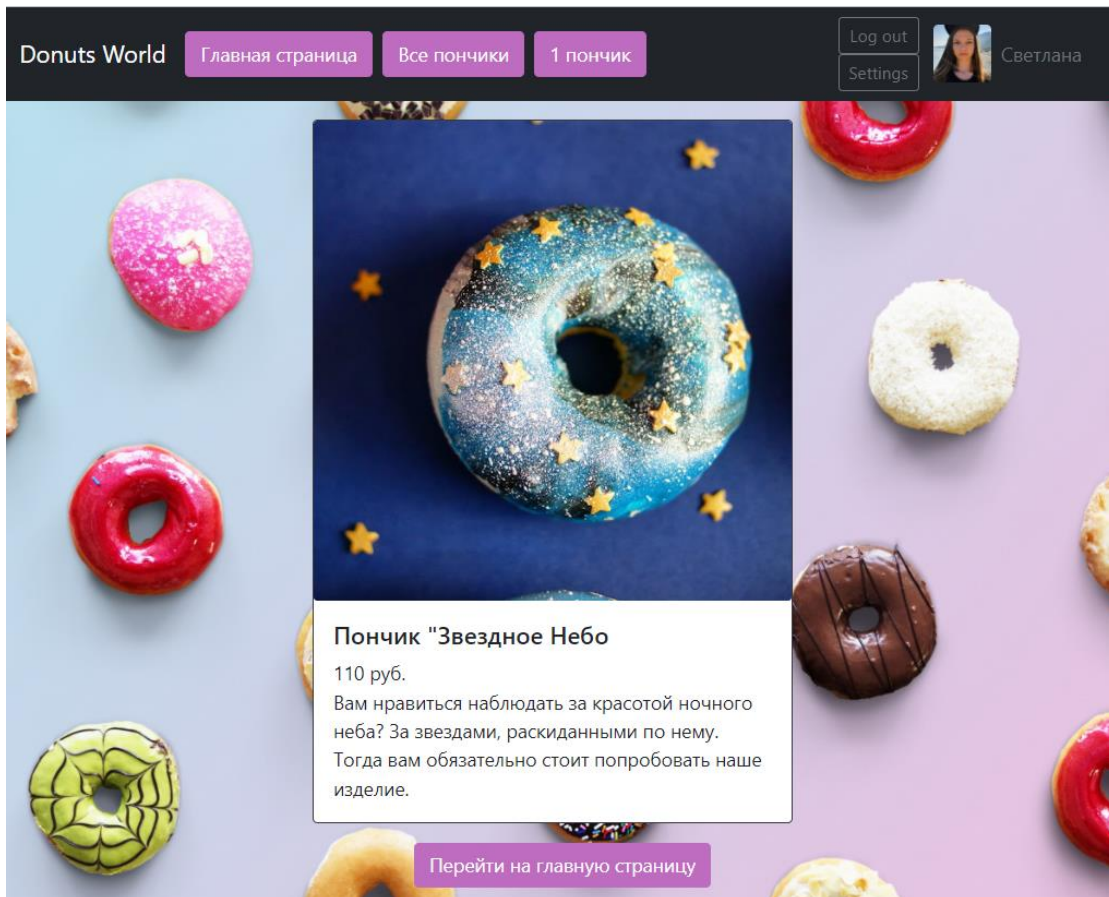 Donuts World
Главная страница
Все пончики
1 пончик
Log out
Settings
Светлана
Пончик "Звездное Небо
110 руб.
Вам нравиться наблюдать за красотой ночного
неба? За звездами, раскиданными по нему.
Тогда вам обязательно стоит попробовать наше
изделие.
Перейти на главную страницу